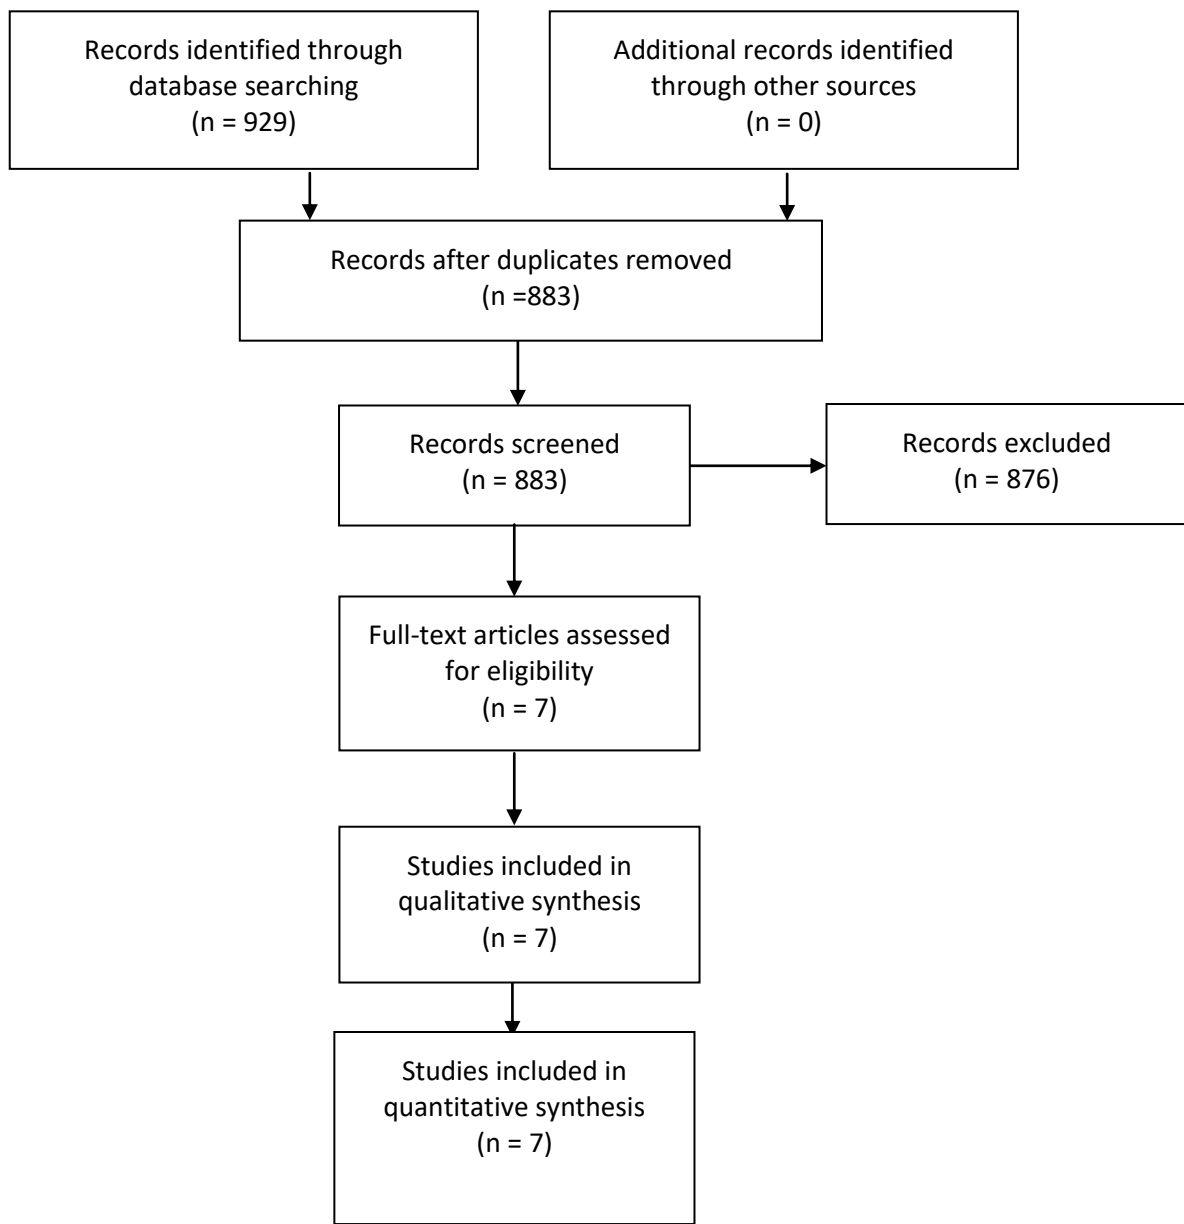 Records identified through
database searching
(n = 929)
Additional records identified
through other sources
(n = 0)
Records after duplicates removed
(n =883)
Records screened
(n = 883)
Records excluded
(n = 876)
Full-text articles assessed
for eligibility
(n = 7)
Studies included in
qualitative synthesis
(n = 7)
Studies included in
quantitative synthesis
(n = 7)